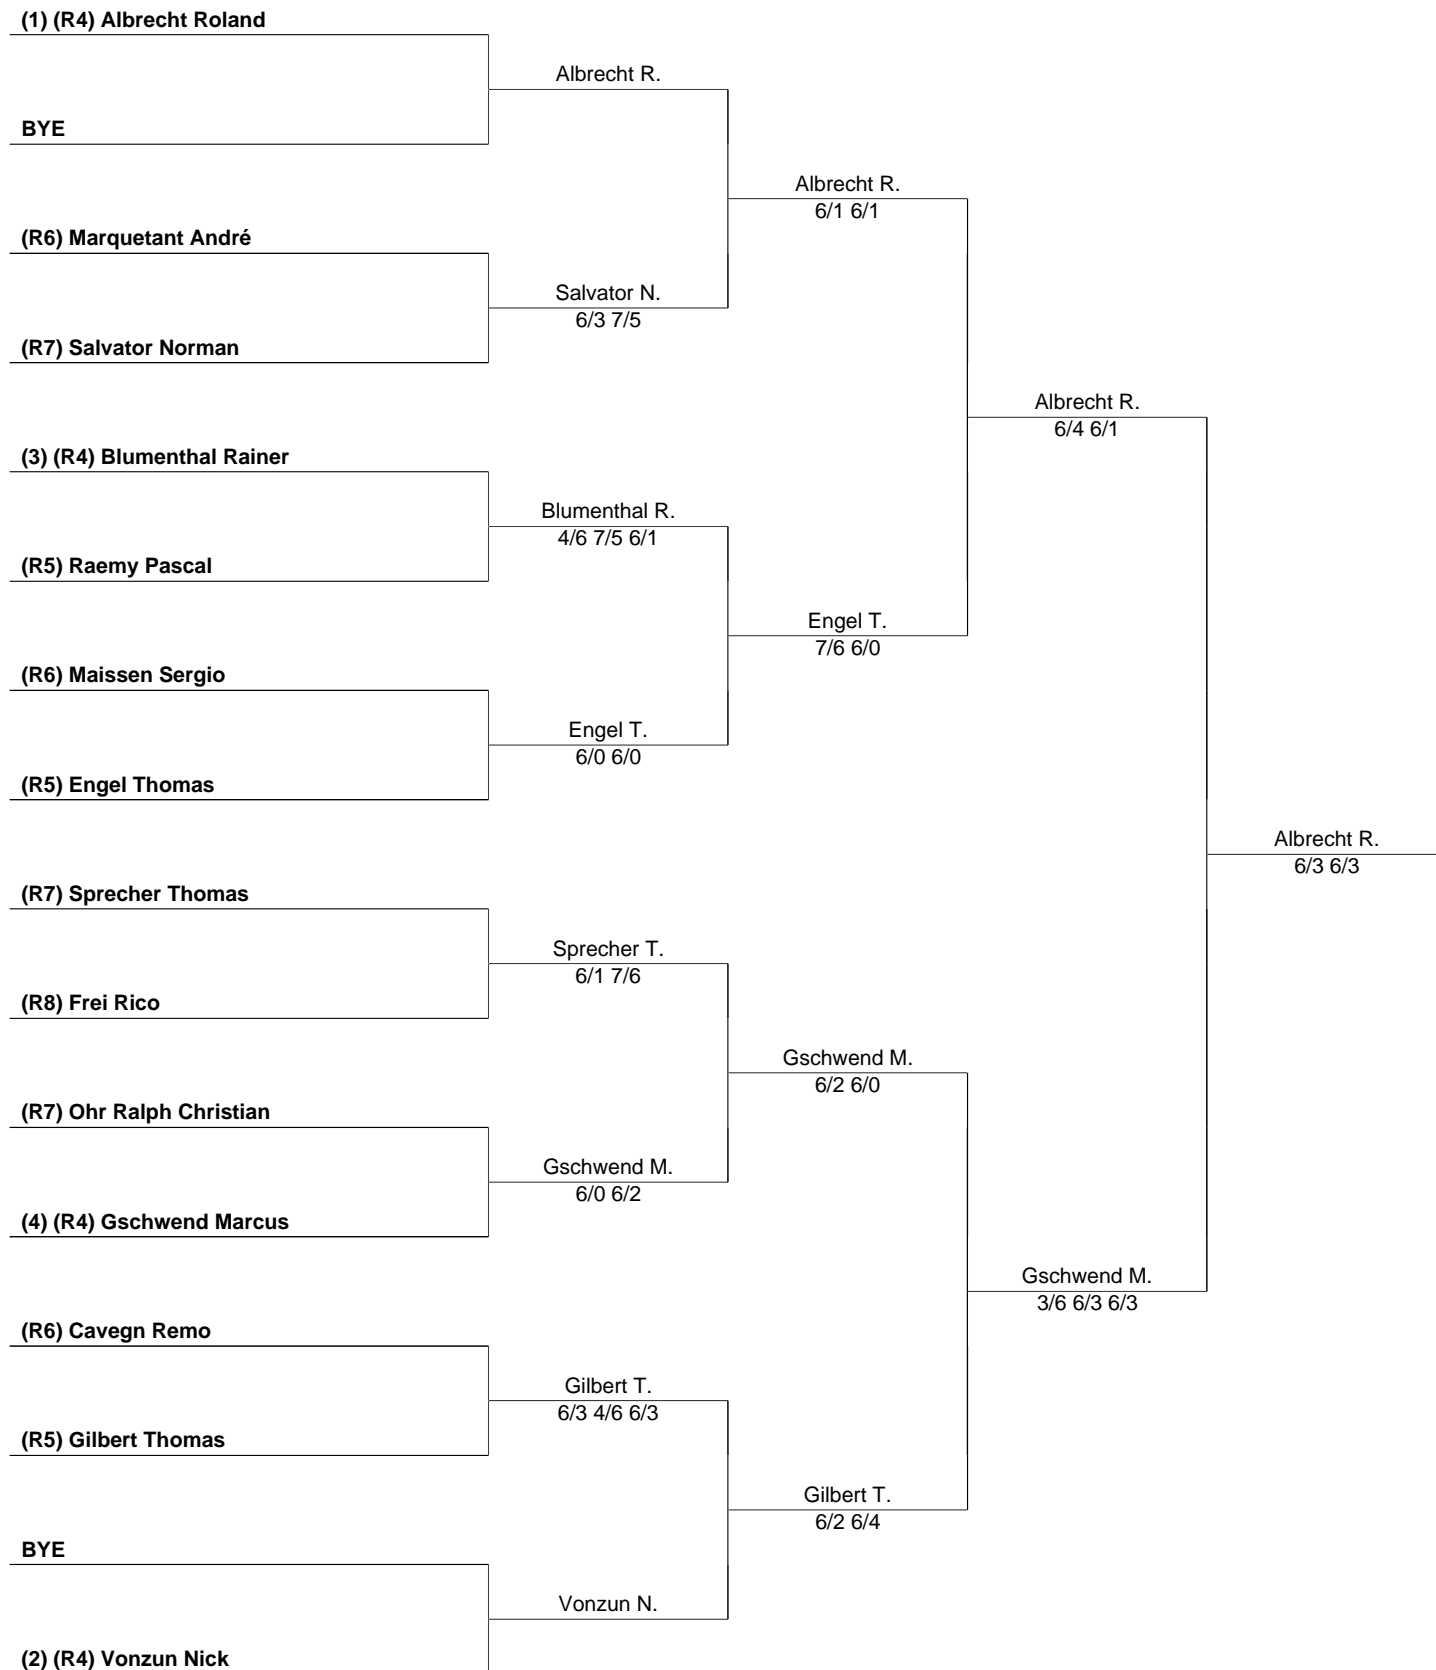 (1) (R4) Albrecht Roland
Albrecht R.
BYE
Albrecht R.
6/1 6/1
(R6) Marquetant André
Salvator N.
6/3 7/5
(R7) Salvator Norman
Albrecht R.
6/4 6/1
(3) (R4) Blumenthal Rainer
Blumenthal R.
4/6 7/5 6/1
(R5) Raemy Pascal
Engel T.
7/6 6/0
(R6) Maissen Sergio
Engel T.
6/0 6/0
(R5) Engel Thomas
Albrecht R.
6/3 6/3
(R7) Sprecher Thomas
Sprecher T.
6/1 7/6
(R8) Frei Rico
Gschwend M.
6/2 6/0
(R7) Ohr Ralph Christian
Gschwend M.
6/0 6/2
(4) (R4) Gschwend Marcus
Gschwend M.
3/6 6/3 6/3
(R6) Cavegn Remo
Gilbert T.
6/3 4/6 6/3
(R5) Gilbert Thomas
Gilbert T.
6/2 6/4
BYE
Vonzun N.
(2) (R4) Vonzun Nick